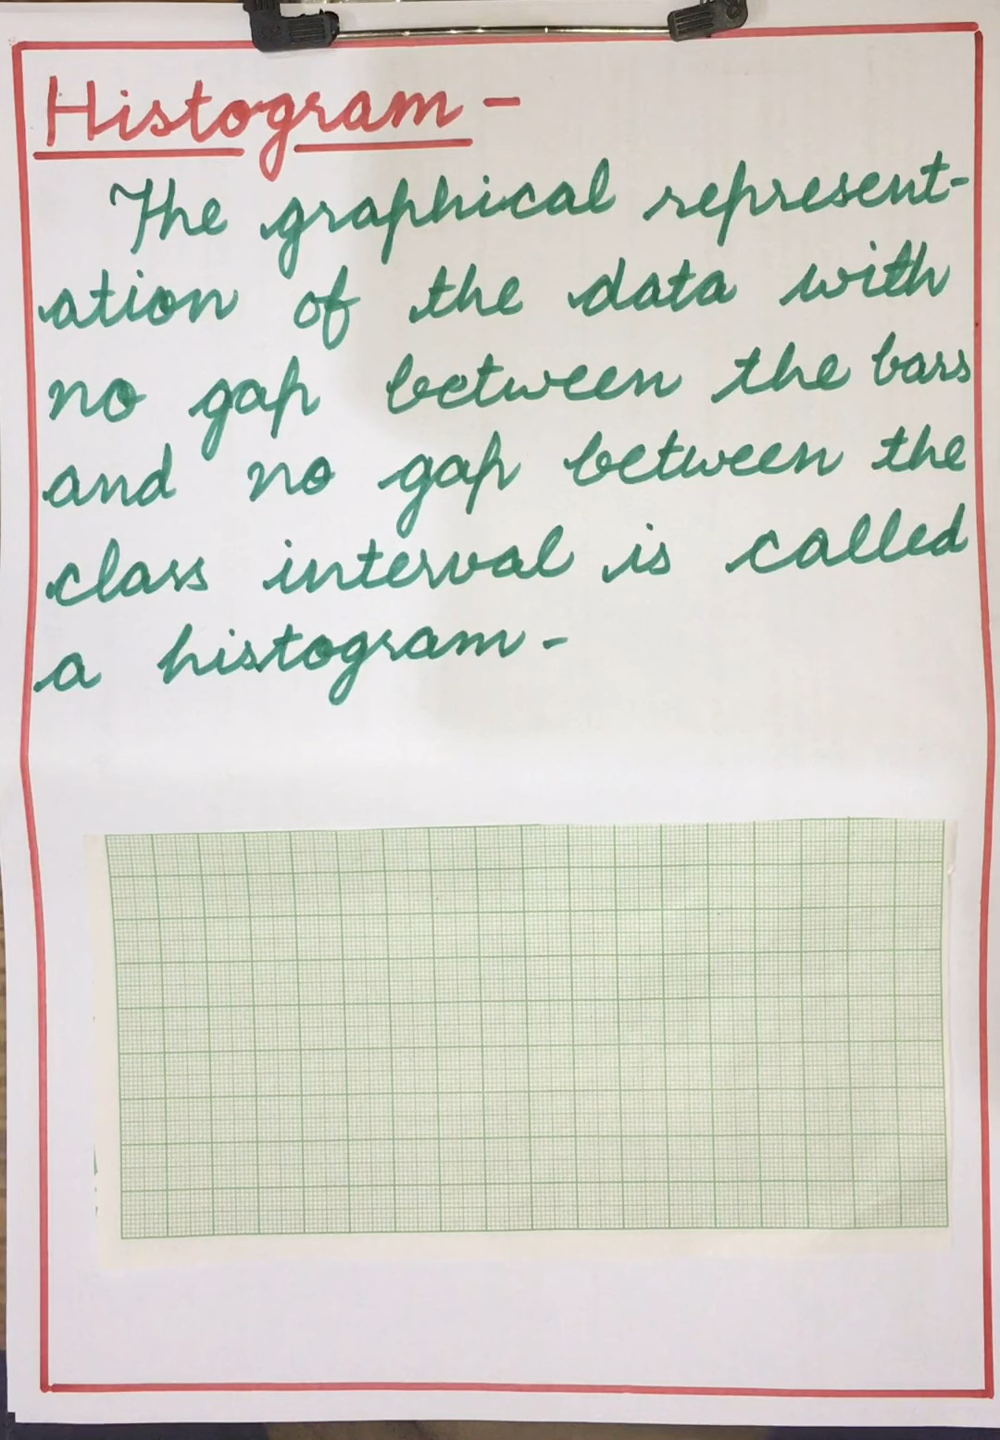 Histogram -
The graphical represent-
ation of the data with
no gap between the bars
and no gap between the
class interval is called
a histogram -